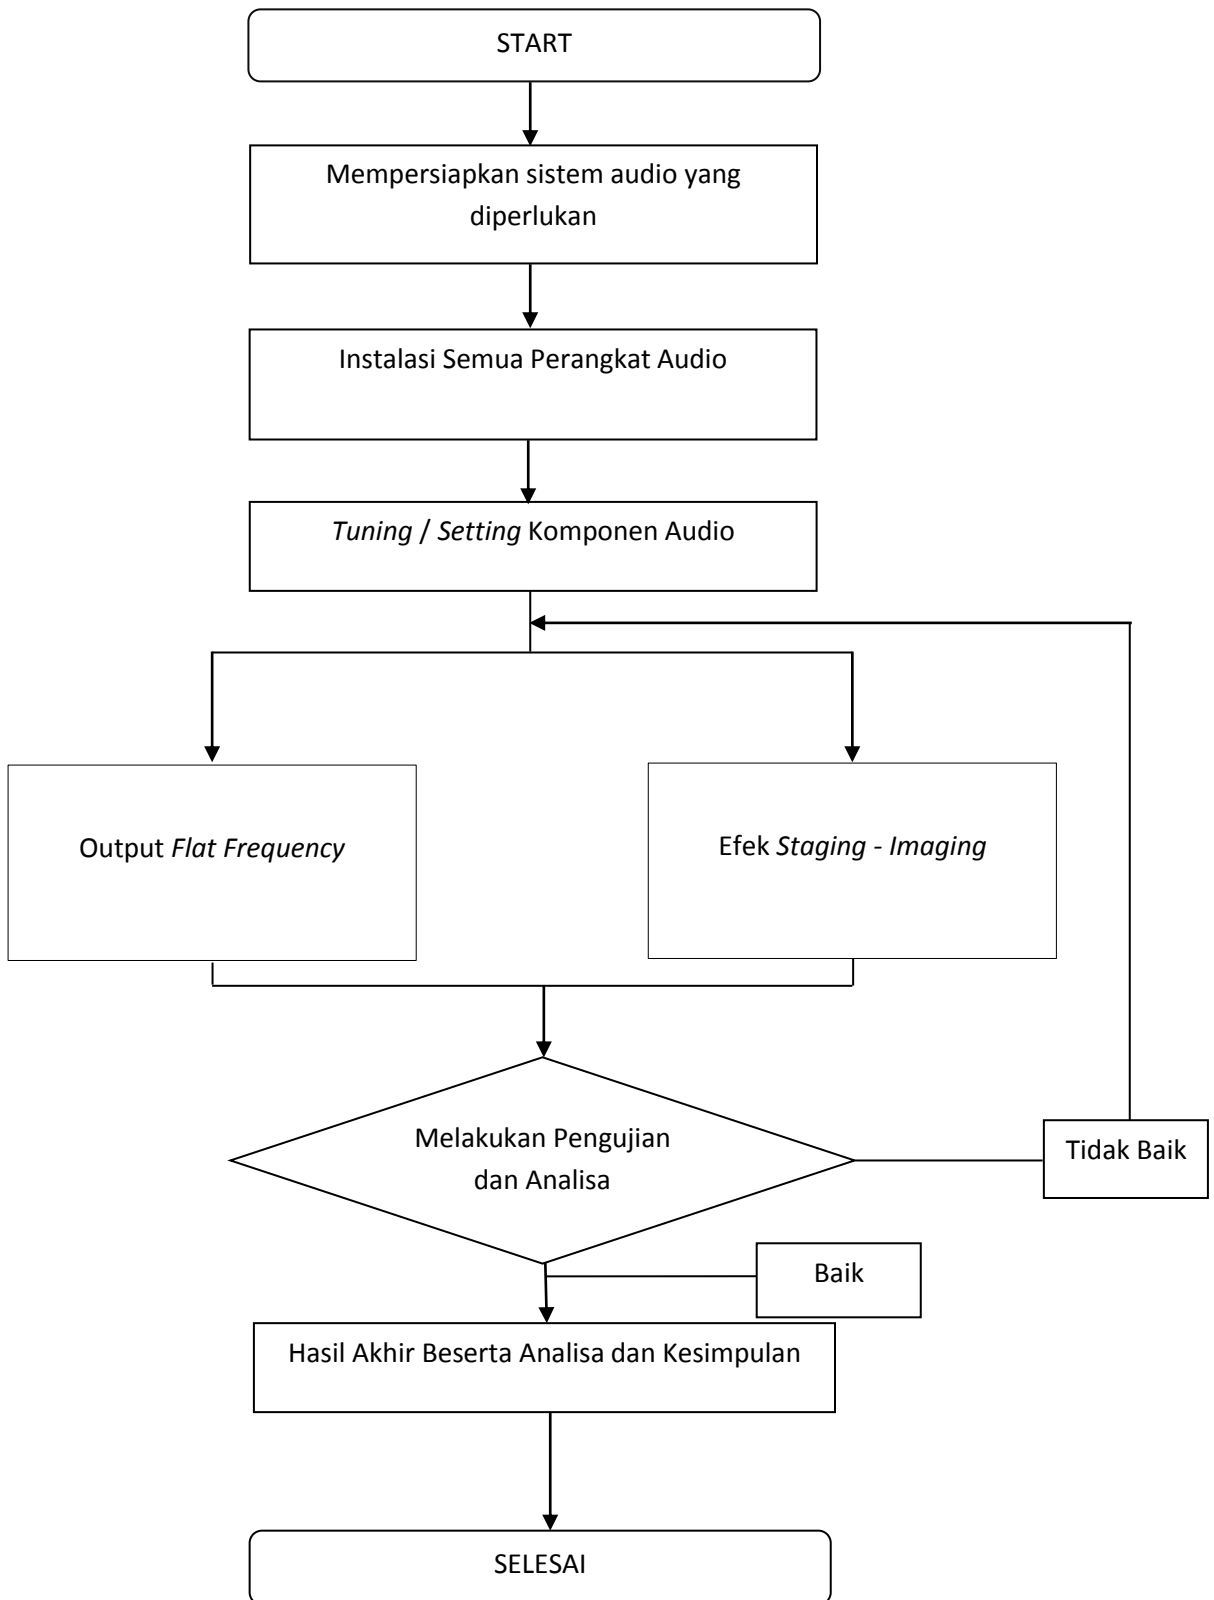 START
Mempersiapkan sistem audio yang
diperlukan
Instalasi Semua Perangkat Audio
Tuning / Setting Komponen Audio
Output Flat Frequency
Efek Staging - Imaging
Melakukan Pengujian
dan Analisa
Tidak Baik
Baik
Hasil Akhir Beserta Analisa dan Kesimpulan
SELESAI